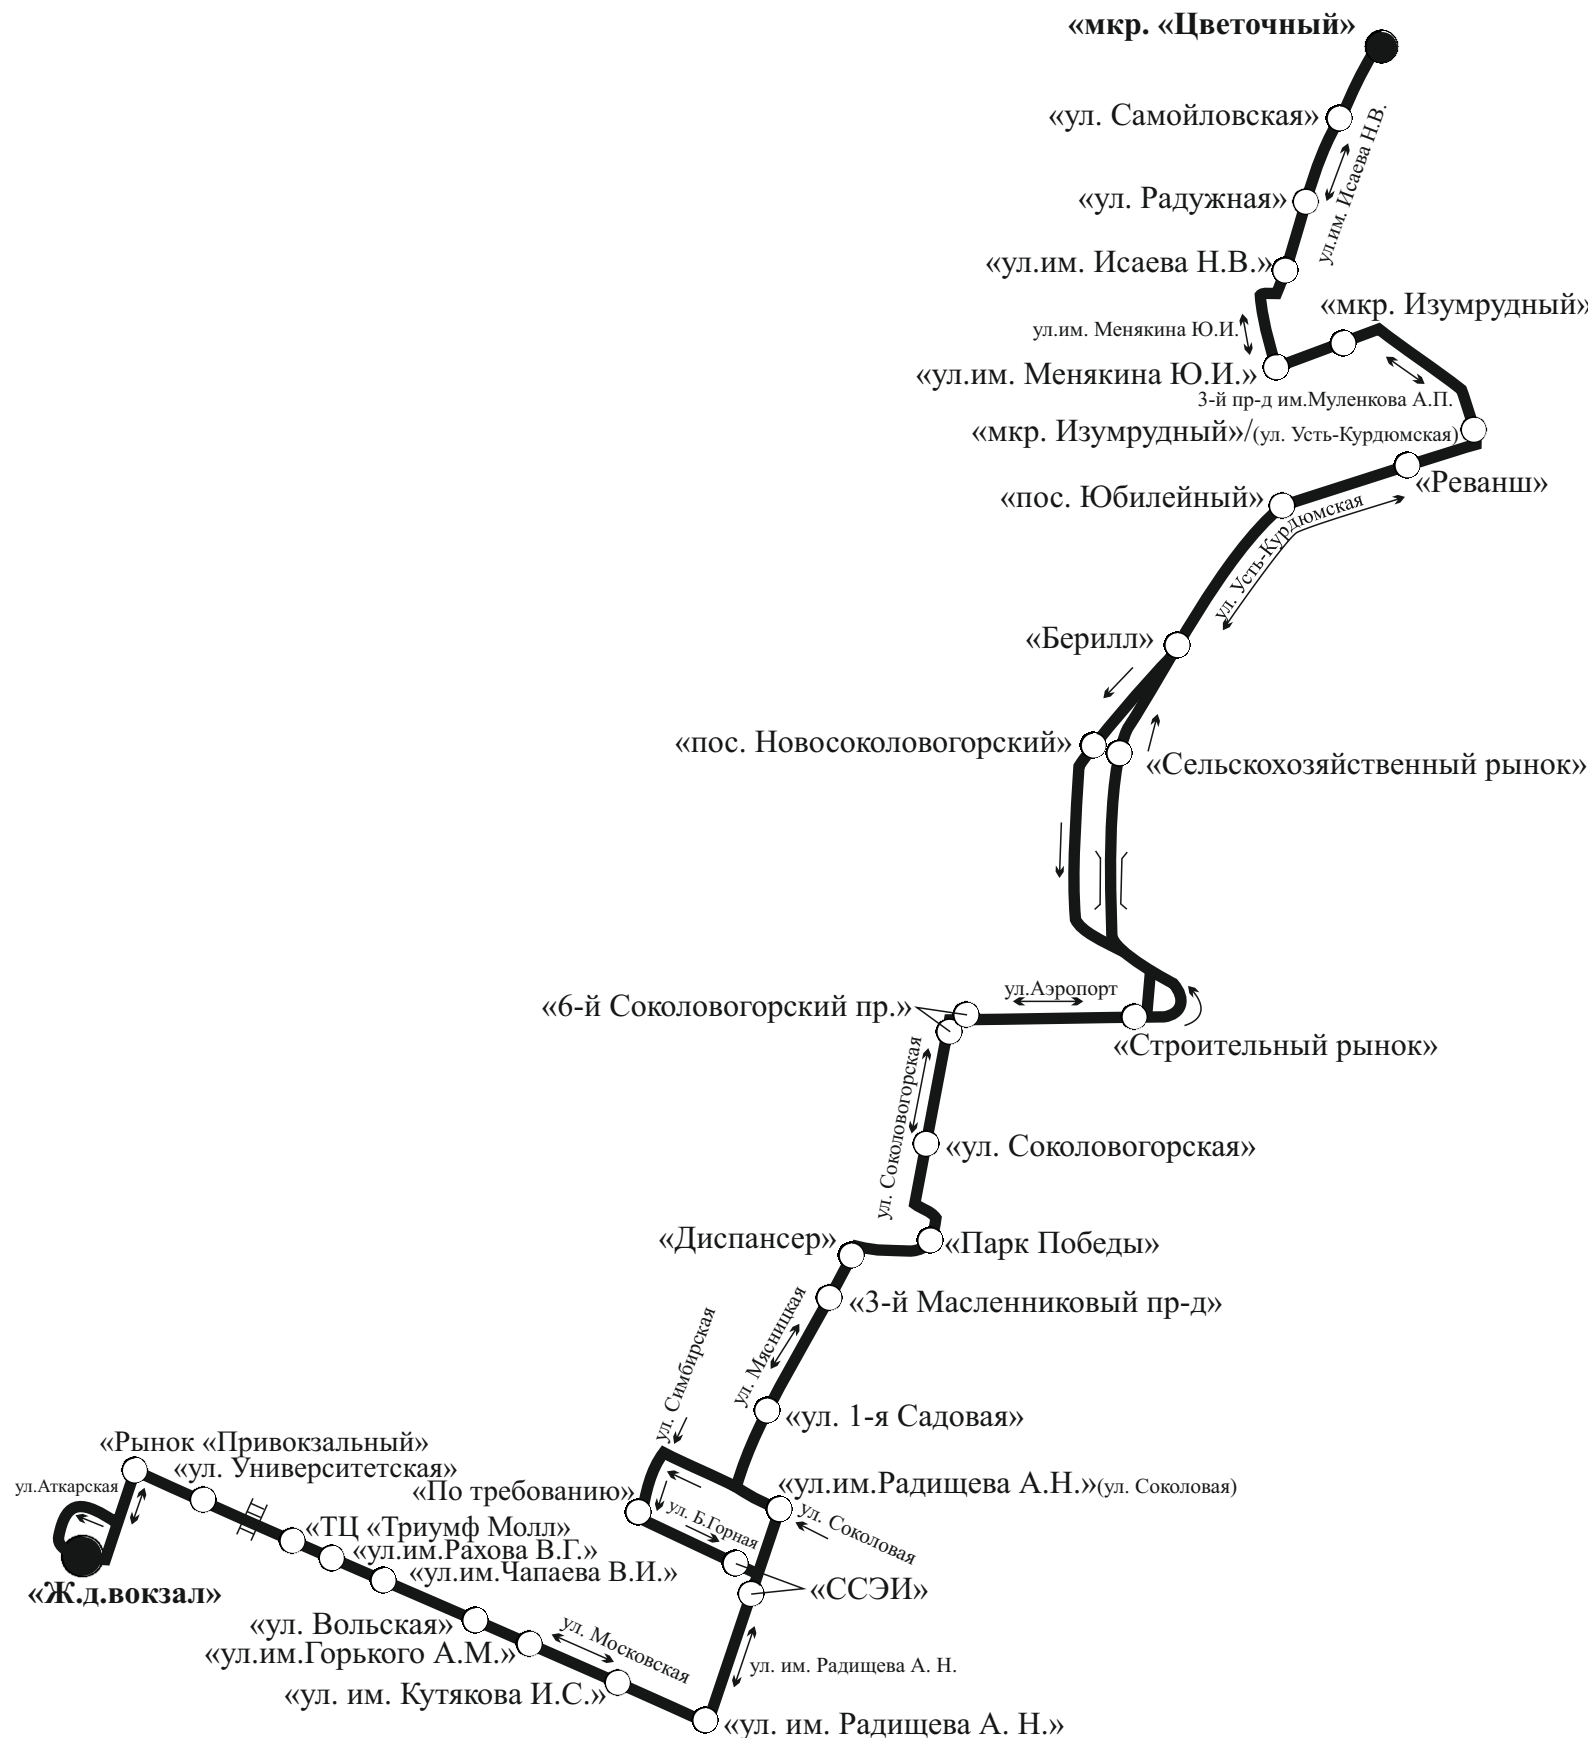 «мкр. «Цветочный»
«ул. Самойловская»
ул.им. Исаева Н.В.
«ул. Радужная»
«ул.им. Исаева Н.В.»
«мкр. Изумрудный»
ул.им. Менякина Ю.И.
«ул.им. Менякина Ю.И.»
3-й пр-д им.Муленкова А.П.
«мкр. Изумрудный»/(ул. Усть-Курдюмская)
«Реванш»
«пос. Юбилейный»
ул. Усть-Курдюмская
«Берилл»
«пос. Новосоколовогорский»
«Сельскохозяйственный рынок»
ул.Аэропорт
«6-й Соколовогорский пр.»
«Строительный рынок»
ул. Соколовогорская
«ул. Соколовогорская»
«Диспансер»
«Парк Победы»
«3-й Масленниковый пр-д»
ул. Мясницкая
ул. Симбирская
«ул. 1-я Садовая»
«Рынок «Привокзальный»
«ул. Университетская»
ул.Аткарская
«По требованию»
«ул.им.Радищева А.Н.»(ул. Соколовая)
ул. Б.Горная
ул. Соколовая
«ТЦ «Триумф Молл»
«ул.им.Рахова В.Г.»
«ул.им.Чапаева В.И.»
«Ж.д.вокзал»
«ССЭИ»
«ул. Вольская»
ул. Московская
«ул.им.Горького А.М.»
ул. им. Радищева А. Н.
«ул. им. Кутякова И.С.»
«ул. им. Радищева А. Н.»